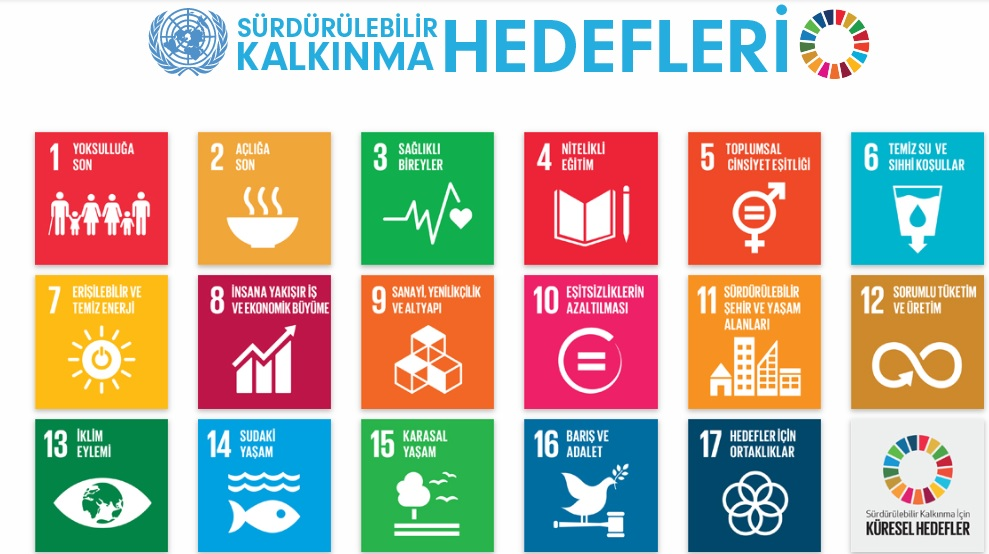 SÜRDÜRÜLEBİLİR
KALKINMA
HEDEFLERİ
1 YOKSULLUĞA
SON
2 AÇLIĞA
SON
3 SAĞLIKLI
BİREYLER
4 NİTELİKLİ
EĞİTİM
5 TOPLUMSAL
CİNSİYET EŞİTLİĞİ
6 TEMİZ SU VE
SIHHİ KOŞULLAR
7 ERİŞİLEBİLİR VE
TEMİZ ENERJİ
8 İNSANA YAKIŞIR İŞ
VE EKONOMİK BÜYÜME
9 SANAYİ, YENİLİKÇİLİK
VE ALTYAPI
10 EŞİTSİZLİKLERİN
AZALTILMASI
11 SÜRDÜRÜLEBİLİR
ŞEHİR VE YAŞAM
ALANLARI
12 SORUMLU TÜKETİM
VE ÜRETİM
13 İKLİM
EYLEMİ
14 SUDAKİ
YAŞAM
15 KARASAL
YAŞAM
16 BARIŞ VE
ADALET
17 HEDEFLER İÇİN
ORTAKLIKLAR
Sürdürülebilir Kalkınma İçin
KÜRESEL HEDEFLER